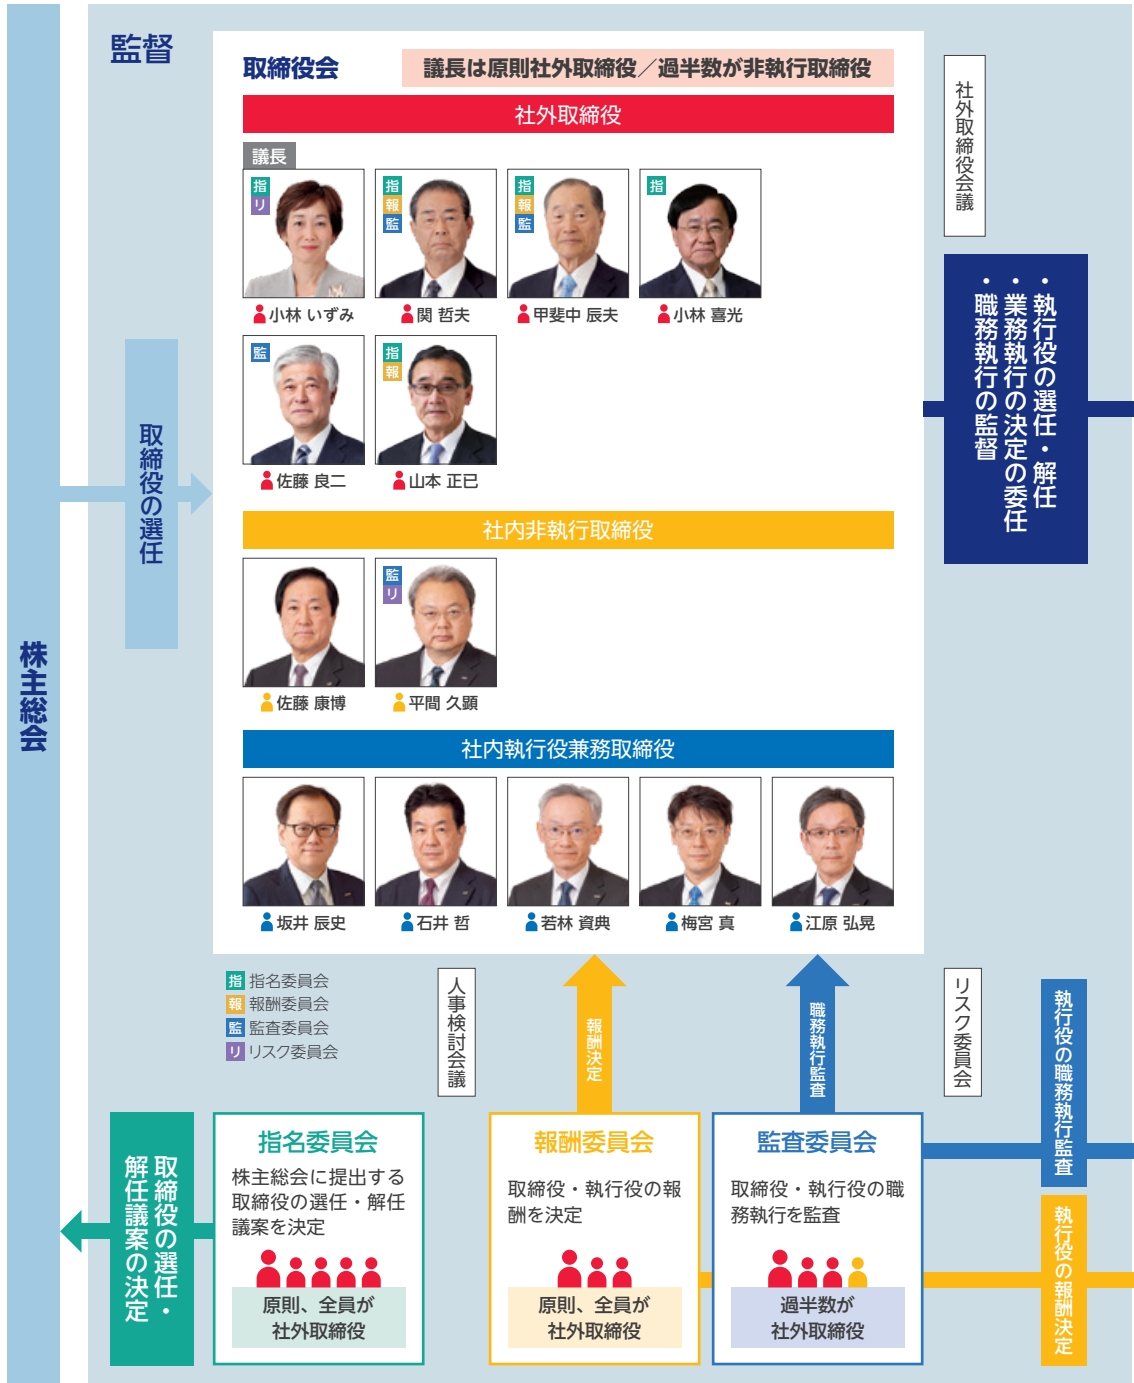 監督
取締役会
議長は原則社外取締役／過半数が非執行取締役
社外取締役
議長
指
リ
指
報
監
指
報
監
指
小林 いずみ
関 哲夫
甲斐中 辰夫
小林 喜光
監
指
報
佐藤 良二
山本 正已
社内非執行取締役
監
リ
佐藤 康博
平間 久顕
社内執行役兼務取締役
坂井 辰史
石井 哲
若林 資典
梅宮 真
江原 弘晃
株主総会
取締役の選任
社外取締役会議
・執行役の選任・解任
・業務執行の決定の委任
・職務執行の監督
指 指名委員会
報 報酬委員会
監 監査委員会
リ リスク委員会
人事検討会議
報酬決定
職務執行監査
リスク委員会
執行役の職務執行監査
執行役の報酬決定
取締役の選任・
解任議案の決定
指名委員会
株主総会に提出する
取締役の選任・解任
議案を決定
原則、全員が
社外取締役
報酬委員会
取締役・執行役の報
酬を決定
原則、全員が
社外取締役
監査委員会
取締役・執行役の職
務執行を監査
過半数が
社外取締役